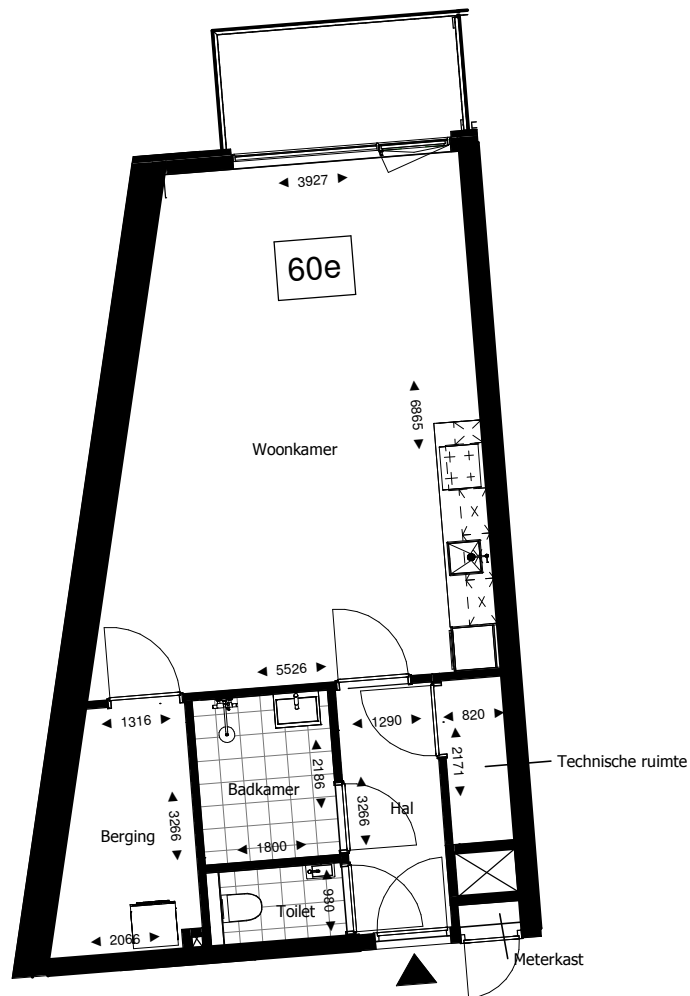 3927
60e
6865
Woonkamer
5526
1316
1290
820
2171
Technische ruimte
2186
Badkamer
3266
3266
Hal
Berging
1800
980
Toilet
2066
Meterkast